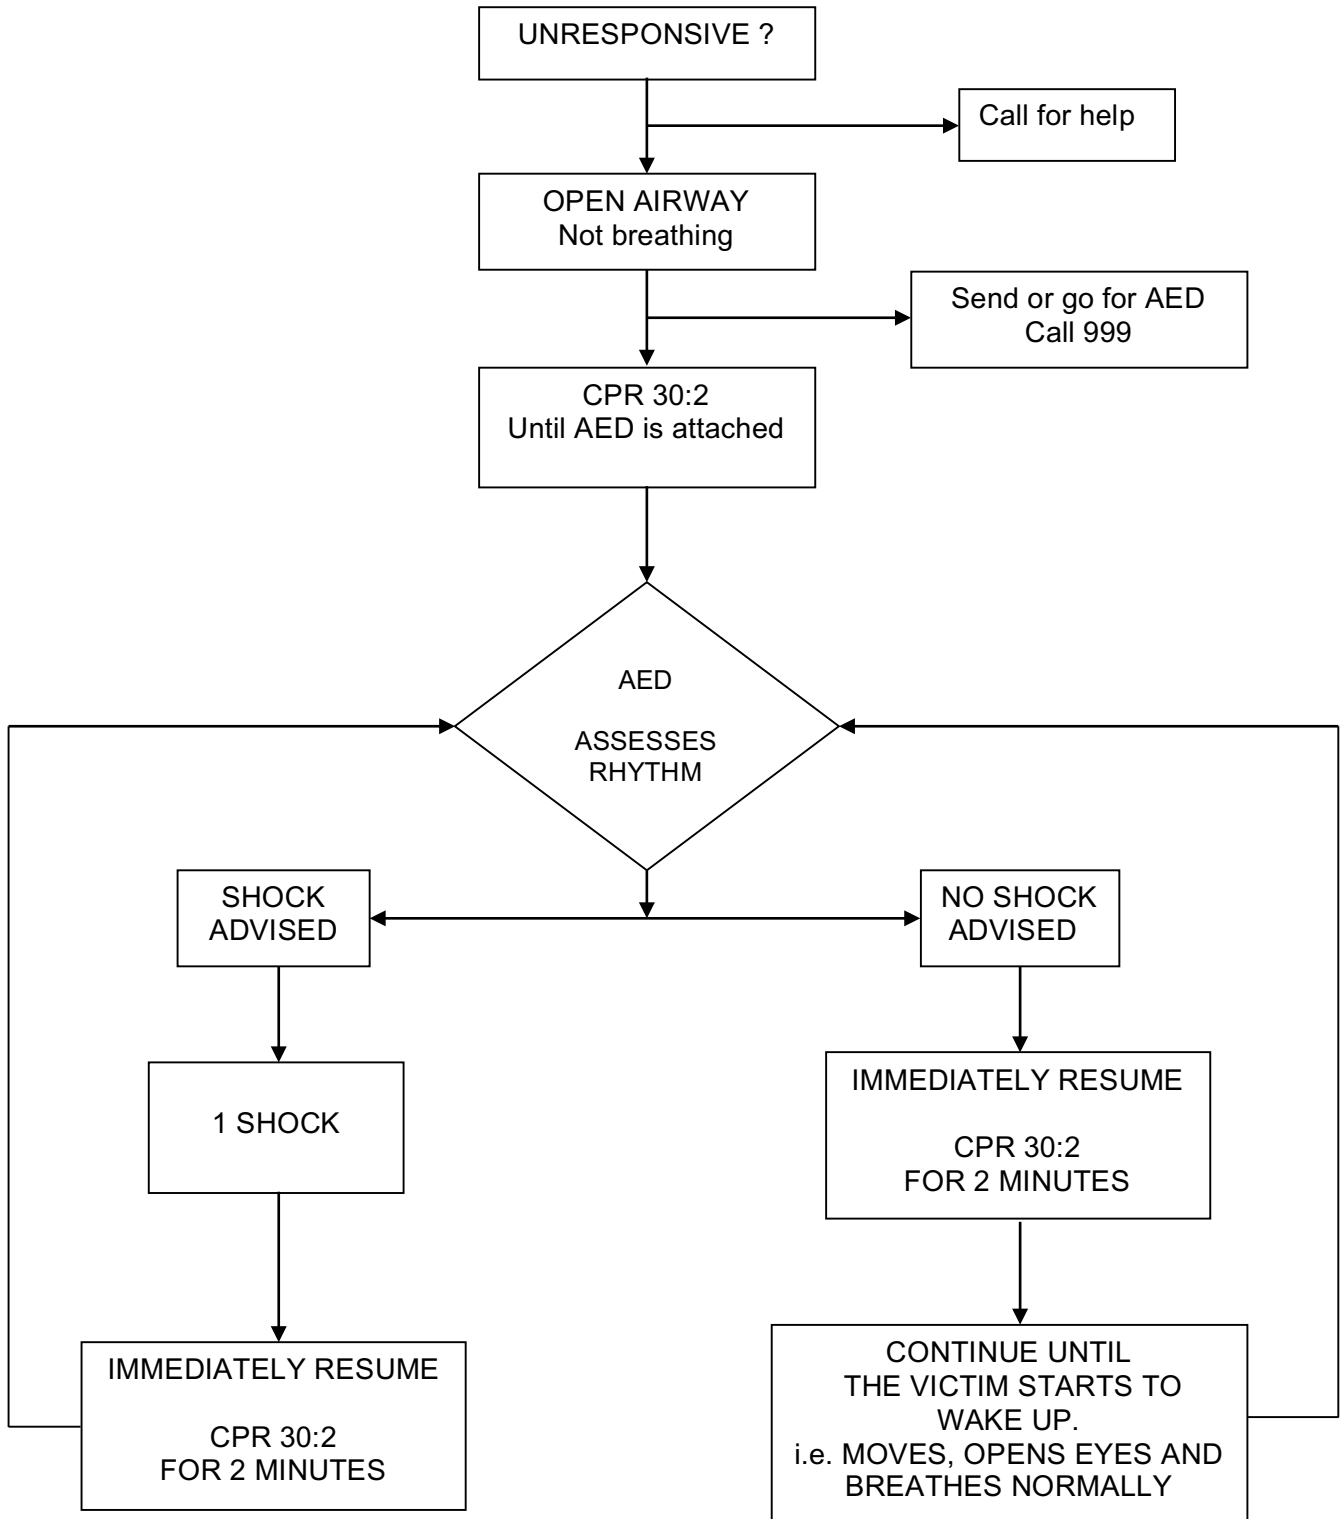 UNRESPONSIVE ?
Call for help
OPEN AIRWAY
Not breathing
Send or go for AED
Call 999
CPR 30:2
Until AED is attached
AED
ASSESSES
RHYTHM
SHOCK
ADVISED
NO SHOCK
ADVISED
1 SHOCK
IMMEDIATELY RESUME
CPR 30:2
FOR 2 MINUTES
IMMEDIATELY RESUME
CPR 30:2
FOR 2 MINUTES
CONTINUE UNTIL
THE VICTIM STARTS TO
WAKE UP.
i.e. MOVES, OPENS EYES AND
BREATHES NORMALLY